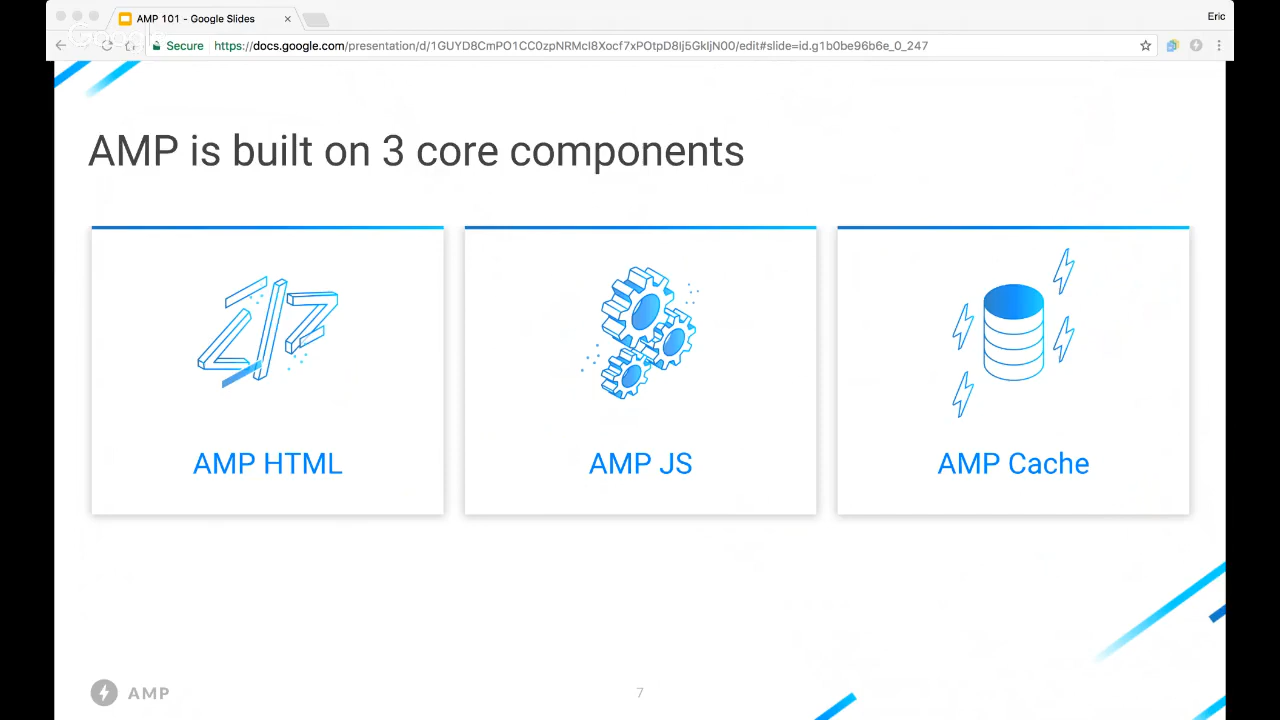 AMP 101 - Google Slides
Eric
Google
Secure https://docs.google.com/presentation/d/1GUYD8CmPO1CC0zpNRMcI8Xocf7xPOtpD8Ij5GkIjN00/edit#slide=id.g1b0be96b6e_0_247
AMP is built on 3 core components
AMP HTML
AMP JS
AMP Cache
AMP
7